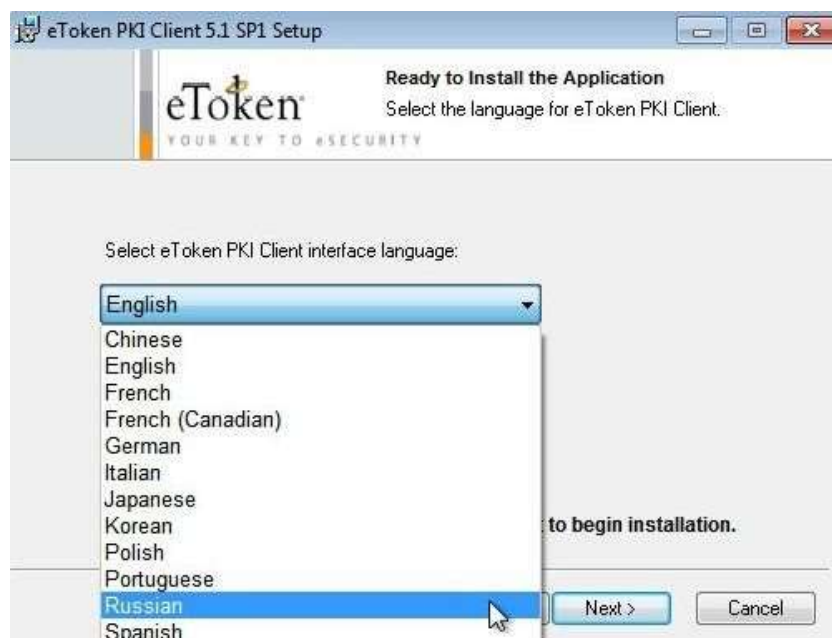 eToken PKI Client 5.1 SP1 Setup
eToken
YOUR KEY TO eSECURITY
Ready to Install the Application
Select the language for eToken PKI Client.
Select eToken PKI Client interface language:
English
Chinese
English
French
French (Canadian)
German
Italian
Japanese
Korean
to begin installation.
Polish
Portuguese
Russian
Spanish
Next >
Cancel